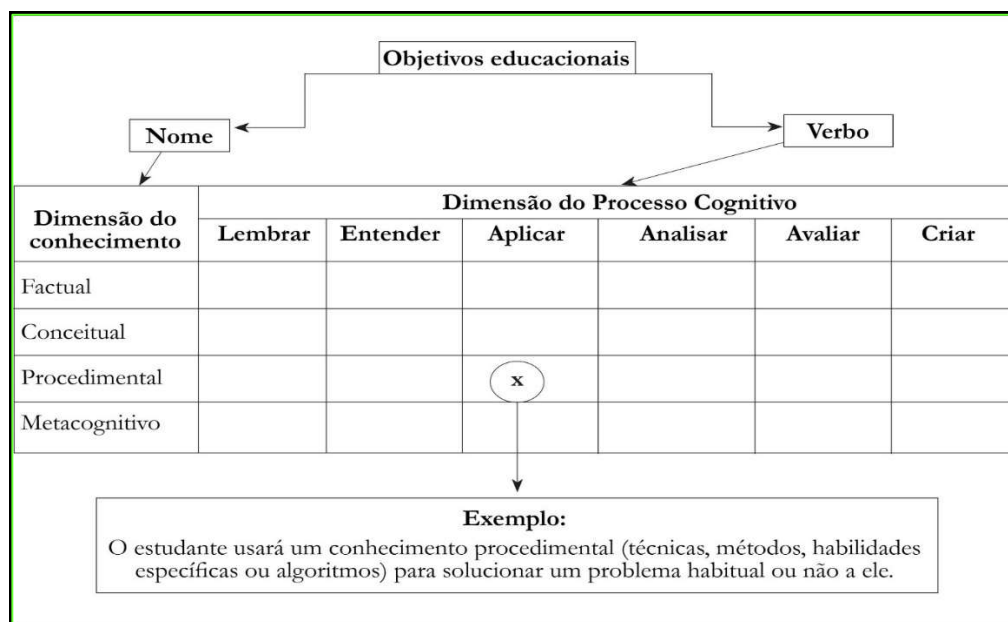 Objetivos educacionais
Nome
Verbo
Dimensão do
conhecimento
Dimensão do Processo Cognitivo
Lembrar Entender Aplicar Analisar Avaliar Criar
Factual
Conceitual
Procedimental x
Metacognitivo
Exemplo:
O estudante usará um conhecimento procedimental (técnicas, métodos, habilidades
específicas ou algoritmos) para solucionar um problema habitual ou não a ele.